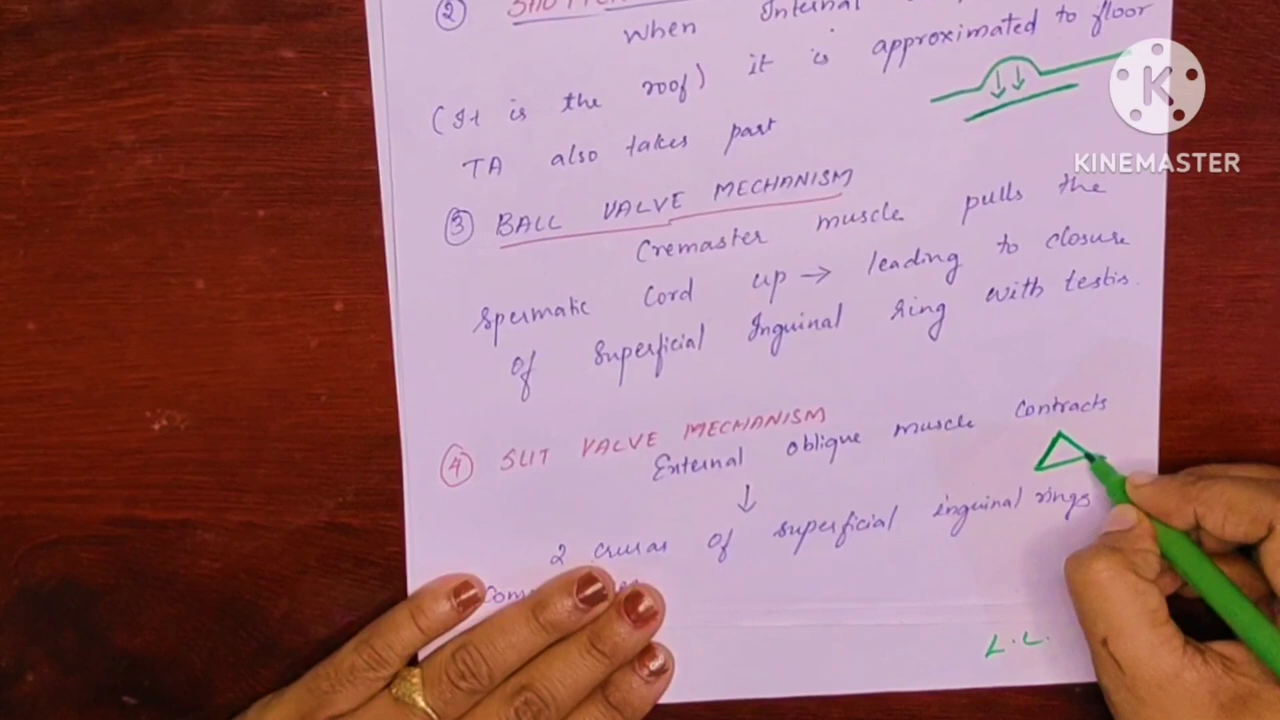 ②
When Internal
(It is the roof) it is approximated to floor
TA also takes part
③ BALL VALVE MECHANISM
Cremaster muscle pulls the
spermatic cord up → leading to closure
of superficial Inguinal ring with testis.
④ SLIT VALVE MECHANISM
External oblique muscle contracts
↓
2 cruras of superficial inguinal rings
L.L.
K
KINEMASTER